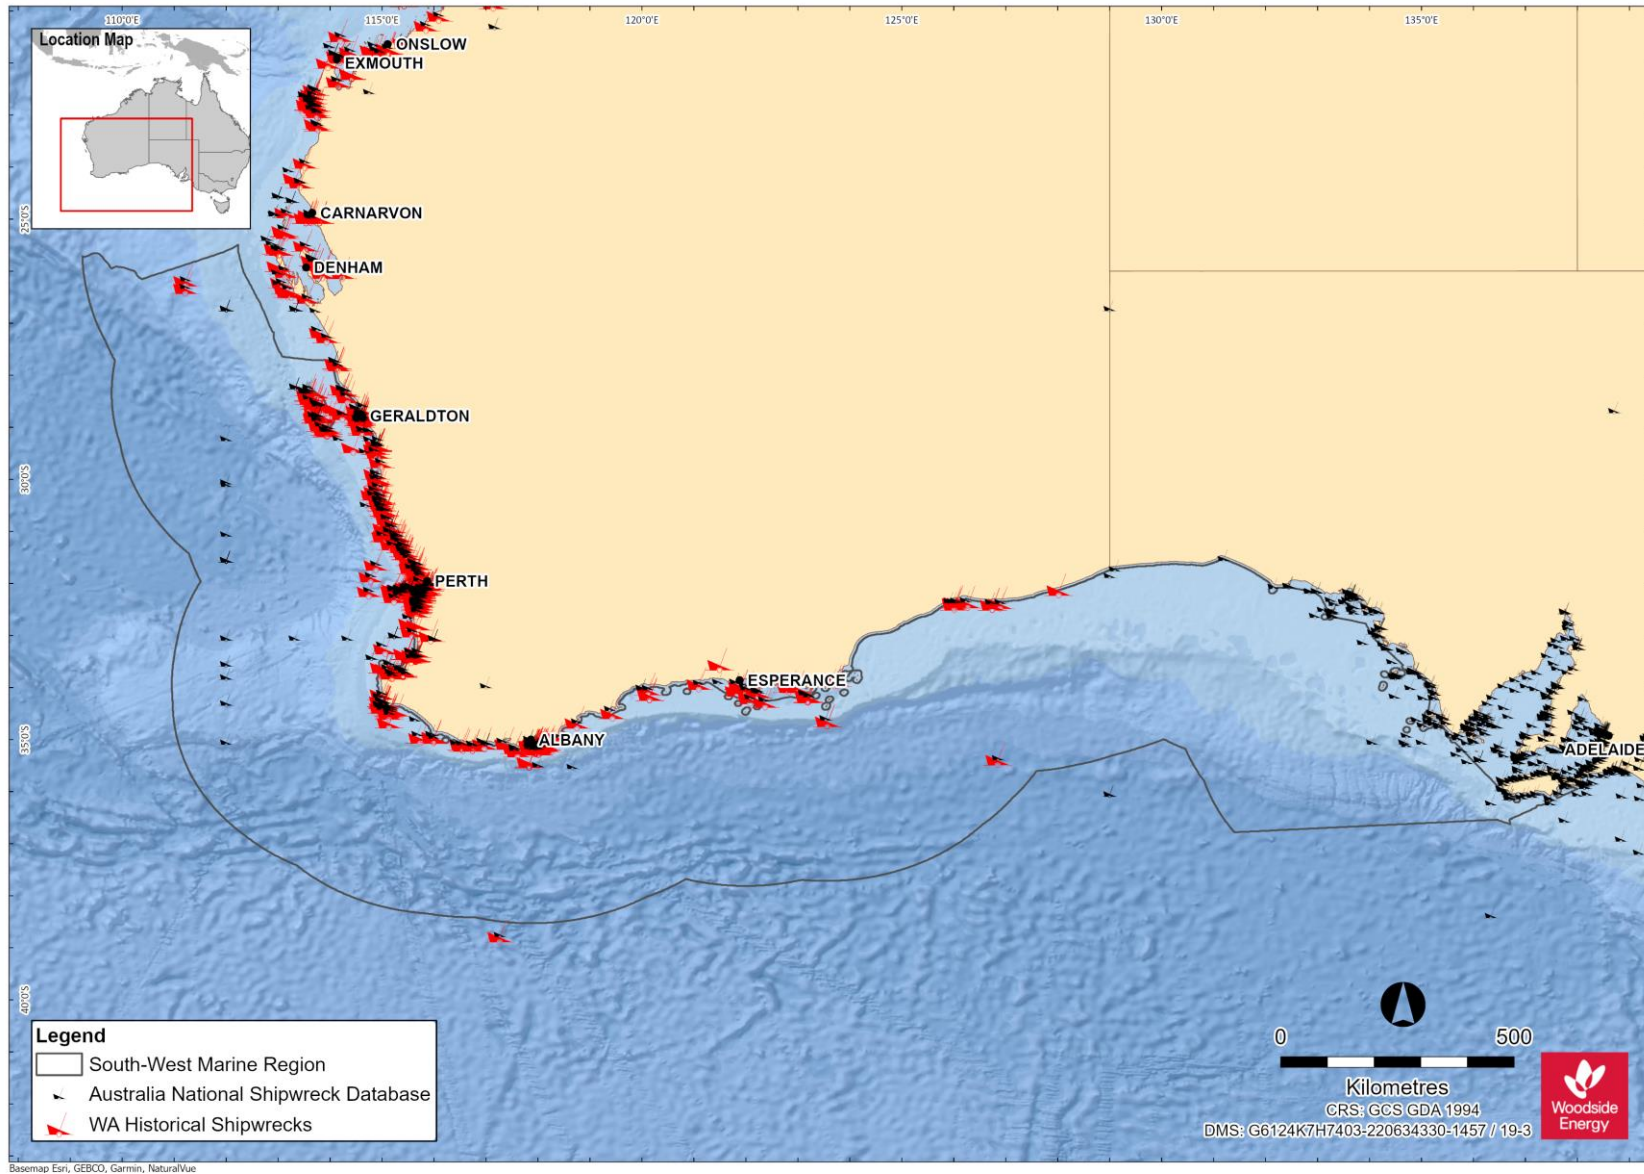 110°0'E
115°0'E
120°0'E
125°0'E
130°0'E
135°0'E
Location Map
ONSLOW
EXMOUTH
CARNARVON
25°0'S
DENHAM
GERALDTON
30°0'S
PERTH
ESPERANCE
35°0'S
ALBANY
ADELAIDE
40°0'S
Legend
South-West Marine Region
Australia National Shipwreck Database
WA Historical Shipwrecks
0 500
Kilometres
CRS: GCS GDA 1994
DMS: G6124K7H7403-220634330-1457 / 19-3
Woodside
Energy
Basemap Esri, GEBCO, Garmin, NaturalVue